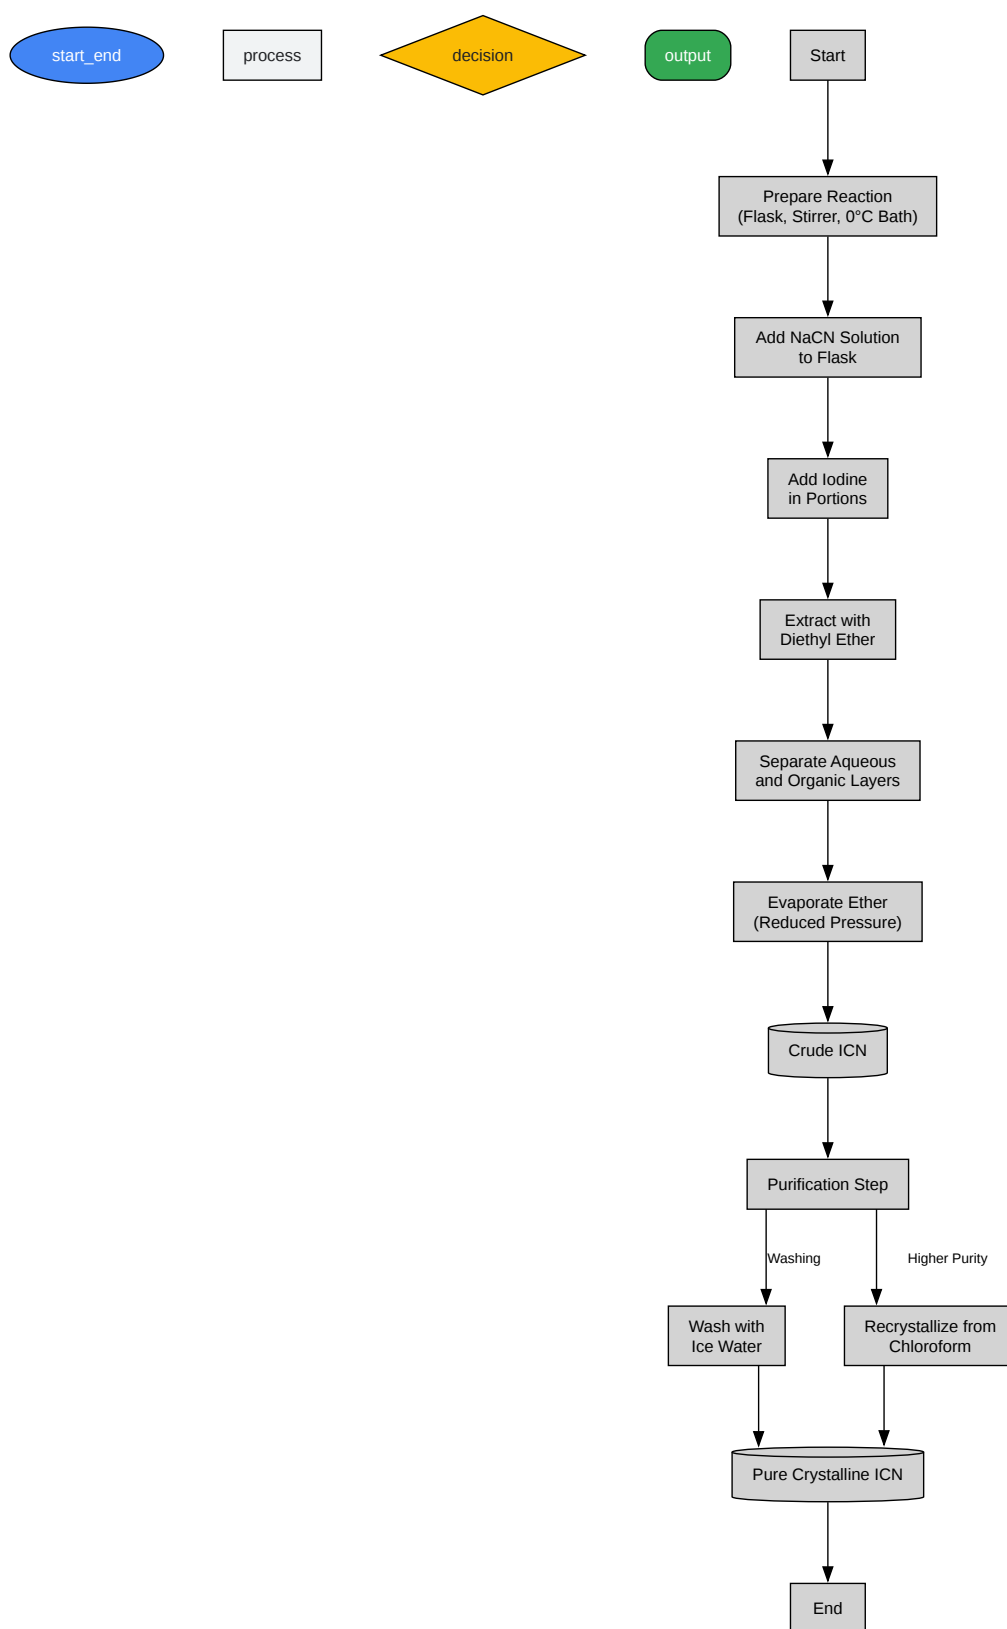 start_end
process
decision
output
Start
Prepare Reaction
(Flask, Stirrer, 0°C Bath)
Add NaCN Solution
to Flask
Add Iodine
in Portions
Extract with
Diethyl Ether
Separate Aqueous
and Organic Layers
Evaporate Ether
(Reduced Pressure)
Crude ICN
Purification Step
Washing
Higher Purity
Wash with
Ice Water
Recrystallize from
Chloroform
Pure Crystalline ICN
End